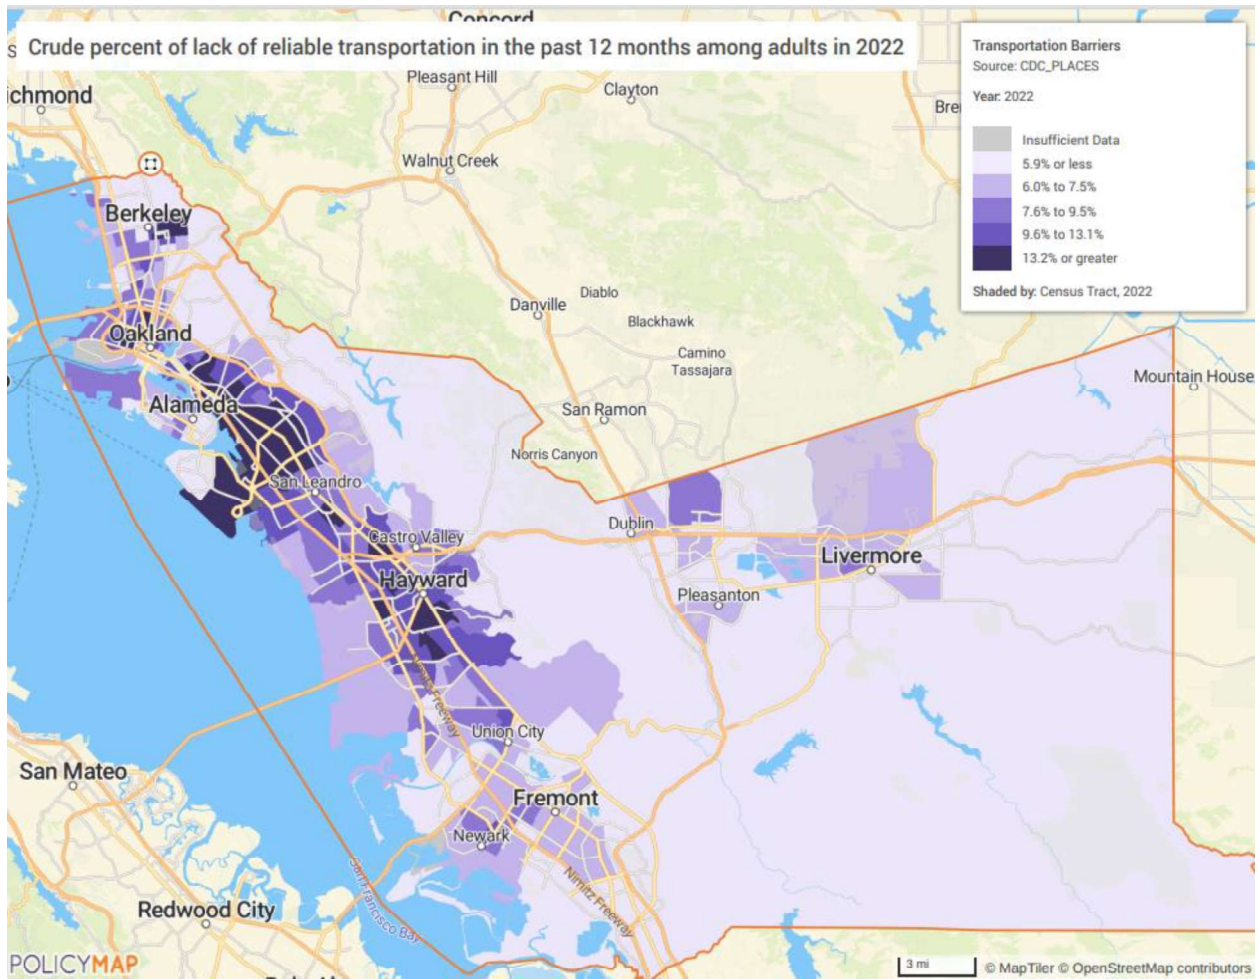 Concord
Crude percent of lack of reliable transportation in the past 12 months among adults in 2022
Transportation Barriers
Source: CDC_PLACES
Year: 2022
Insufficient Data
5.9% or less
6.0% to 7.5%
7.6% to 9.5%
9.6% to 13.1%
13.2% or greater
Shaded by: Census Tract, 2022
Pleasant Hill
Clayton
Bre
ichmond
Walnut Creek
Berkeley
Danville
Diablo
Blackhawk
Oakland
Camino
Tassajara
Mountain House
Alameda
San Ramon
Norris Canyon
San Leandro
Dublin
Castro Valley
Livermore
Hayward
Pleasanton
Nimitz Freeway
Union City
San Mateo
Fremont
Newark
San Francisco Bay
Nimitz Freeway
Redwood City
POLICYMAP
3 mi
© MapTiler © OpenStreetMap contributors